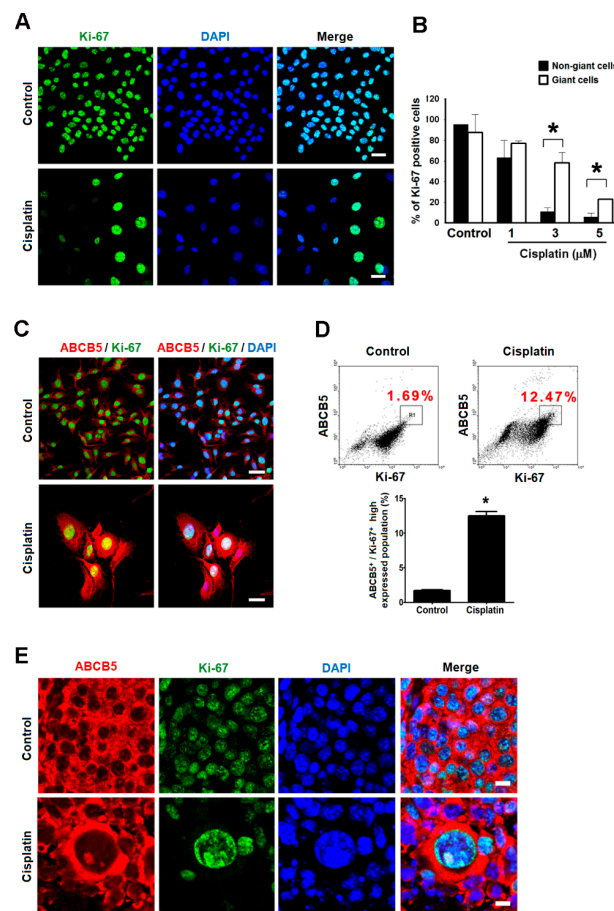 A
Ki-67 DAPI Merge
Control
Cisplatin
B
Non-giant cells
Giant cells
% of Ki-67 positive cells
120
100
80
60
40
20
0
* *
Control 1 3 5
Cisplatin (μM)
C
ABCB5 / Ki-67 ABCB5 / Ki-67 / DAPI
Control
Cisplatin
D
Control Cisplatin
1.69% 12.47%
R1
ABCB5 ABCB5
Ki-67 Ki-67
ABCB5⁺ / Ki-67⁺ high
expressed population (%)
15
10
5
0
*
Control Cisplatin
E
ABCB5 Ki-67 DAPI Merge
Control
Cisplatin